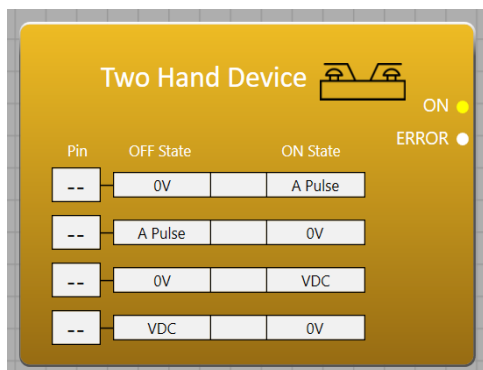 Two Hand Device
ON
ERROR
Pin OFF State ON State
-- 0V A Pulse
-- A Pulse 0V
-- 0V VDC
-- VDC 0V